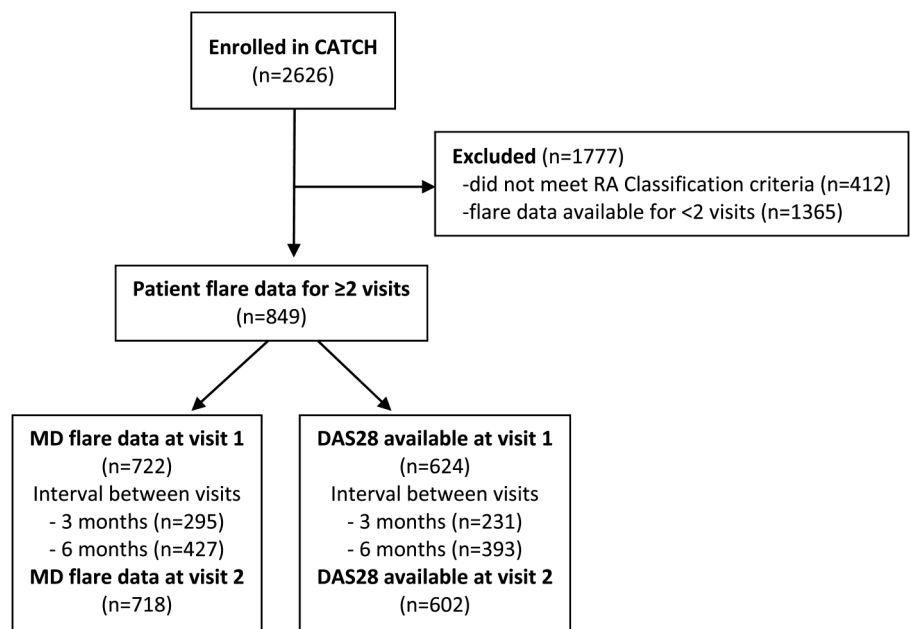 Enrolled in CATCH
(n=2626)
Excluded (n=1777)
-did not meet RA Classification criteria (n=412)
-flare data available for <2 visits (n=1365)
Patient flare data for ≥2 visits
(n=849)
MD flare data at visit 1
(n=722)
Interval between visits
- 3 months (n=295)
- 6 months (n=427)
MD flare data at visit 2
(n=718)
DAS28 available at visit 1
(n=624)
Interval between visits
- 3 months (n=231)
- 6 months (n=393)
DAS28 available at visit 2
(n=602)